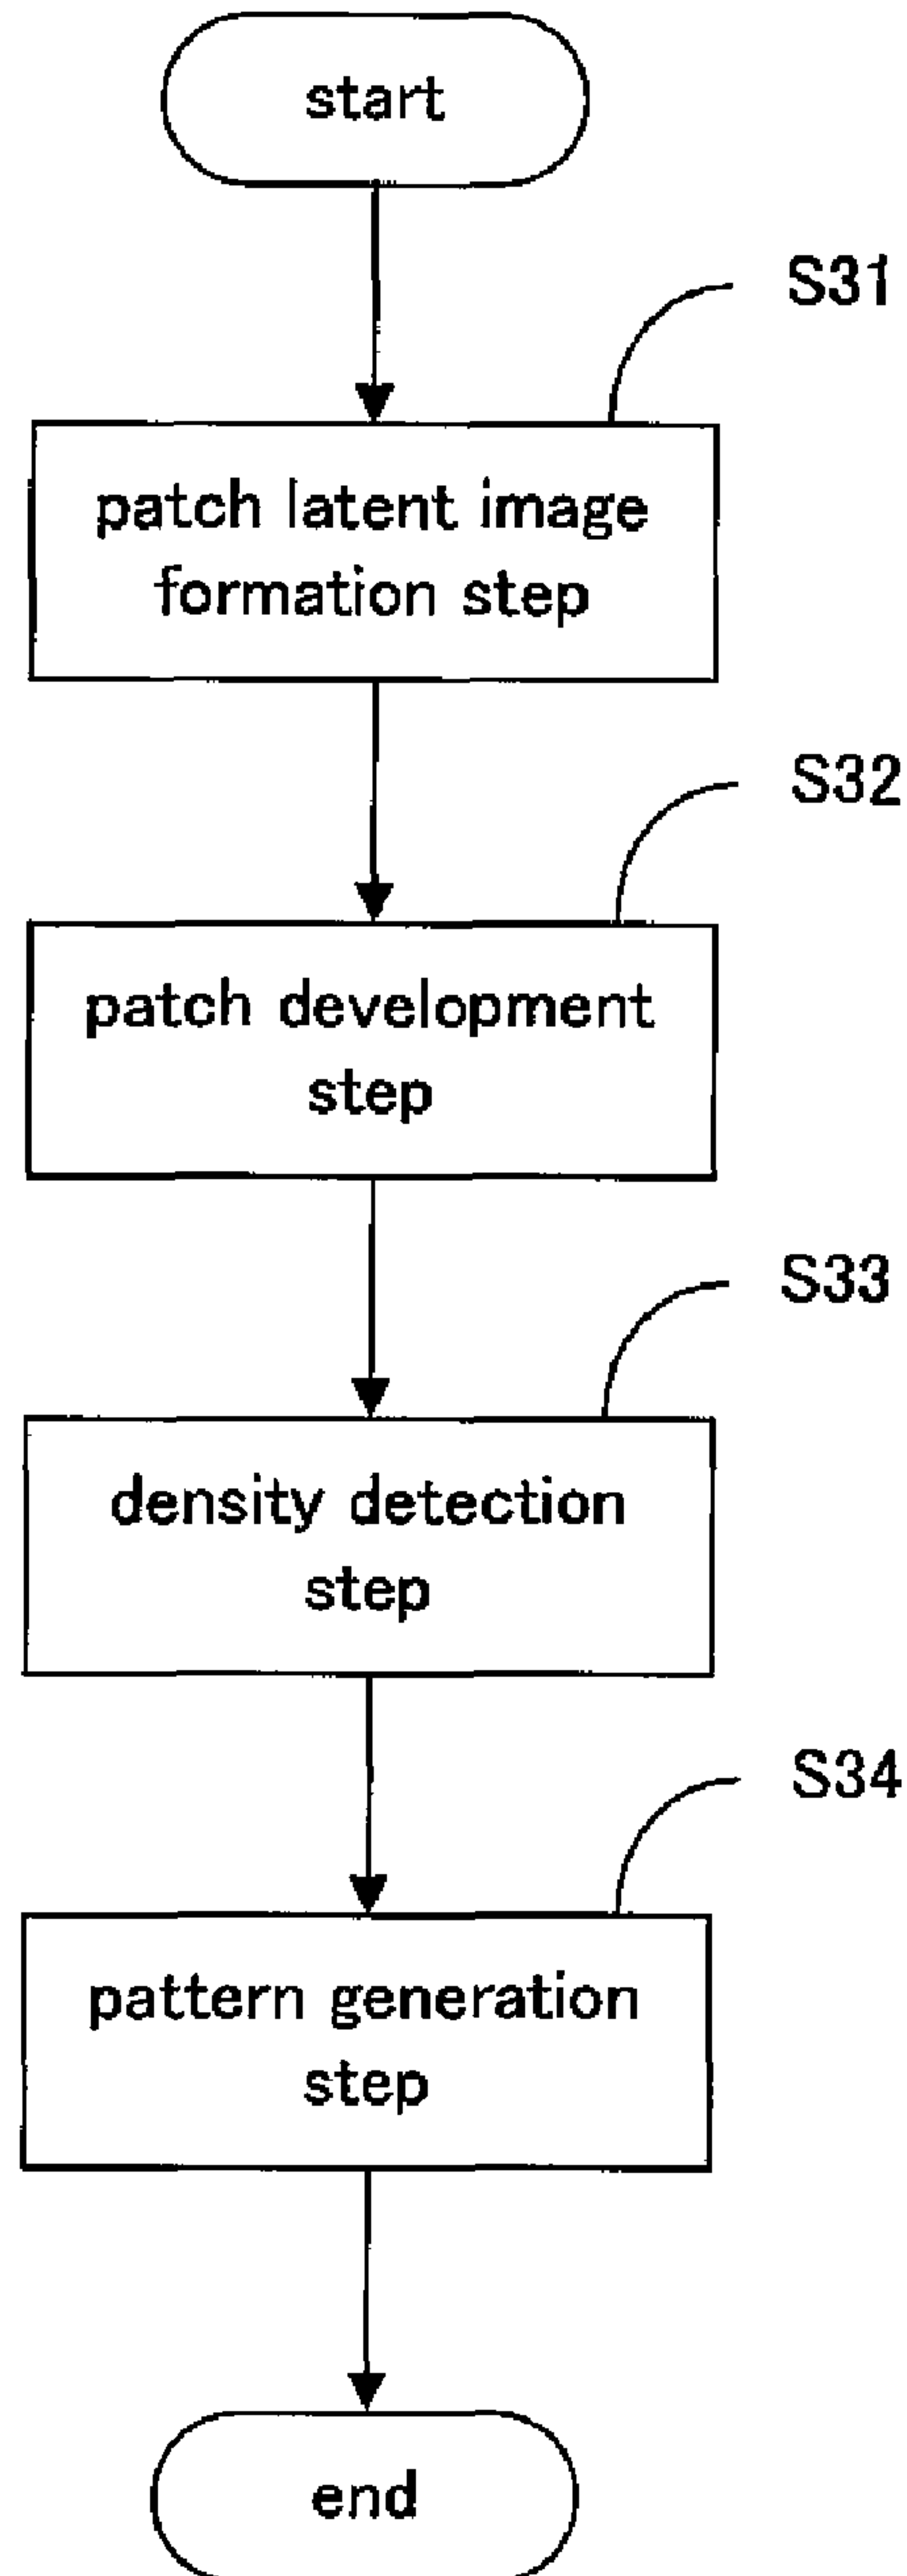 start
S31
patch latent image
formation step
S32
patch development
step
S33
density detection
step
S34
pattern generation
step
end